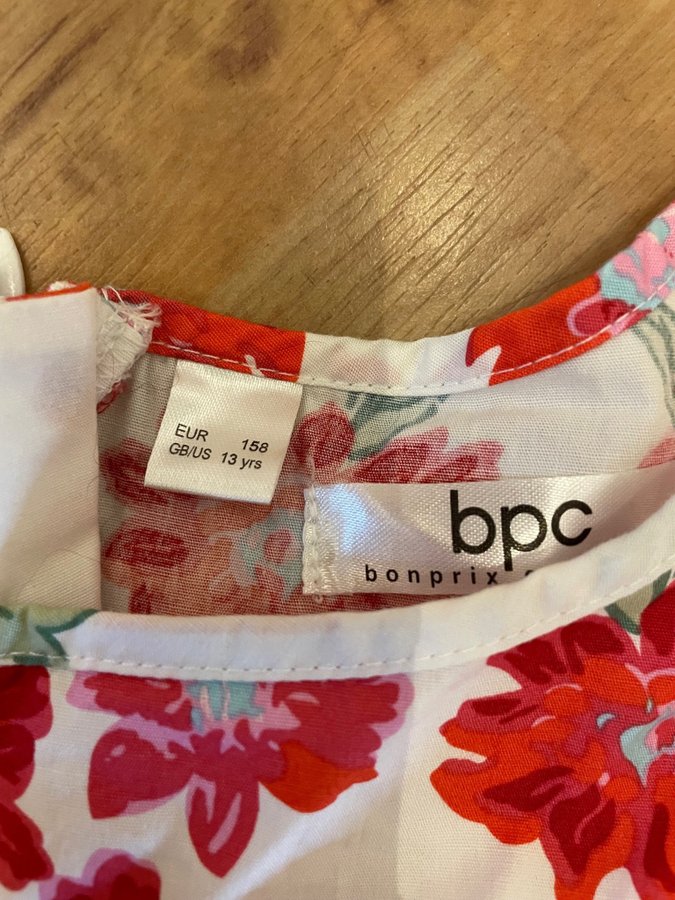 EUR 158
GB/US 13 yrs
bpc
bonprix